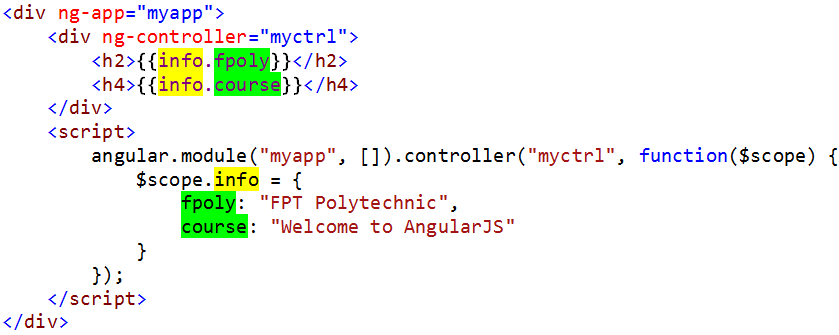 <div ng-app="myapp">
    <div ng-controller="myctrl">
        <h2>{{info.fpoly}}</h2>
        <h4>{{info.course}}</h4>
    </div>
    <script>
        angular.module("myapp", []).controller("myctrl", function($scope) {
            $scope.info = {
                fpoly: "FPT Polytechnic",
                course: "Welcome to AngularJS"
            }
        });
    </script>
</div>